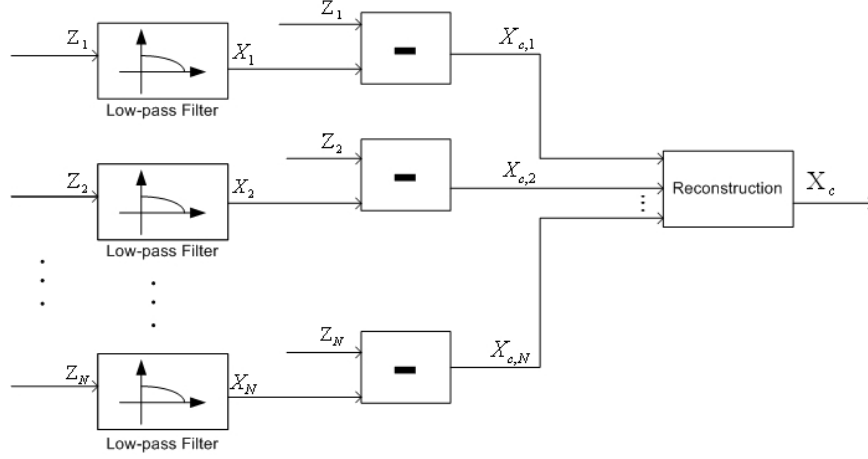 Z1
Z1
X1
Xc,1
Low-pass Filter
Z2
Z2
X2
Xc,2
Reconstruction
Xc
Low-pass Filter
ZN
ZN
XN
Xc,N
Low-pass Filter